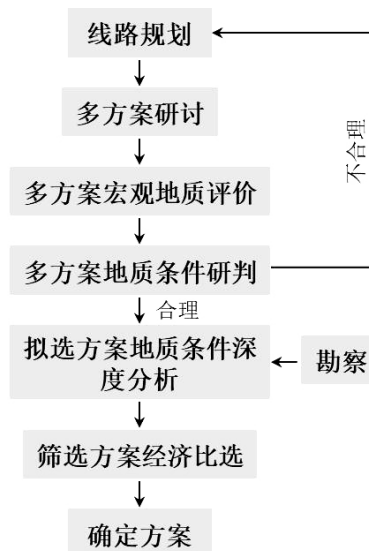 线路规划
多方案研讨
多方案宏观地质评价
多方案地质条件研判
不合理
合理
拟选方案地质条件深
度分析
勘察
筛选方案经济比选
确定方案